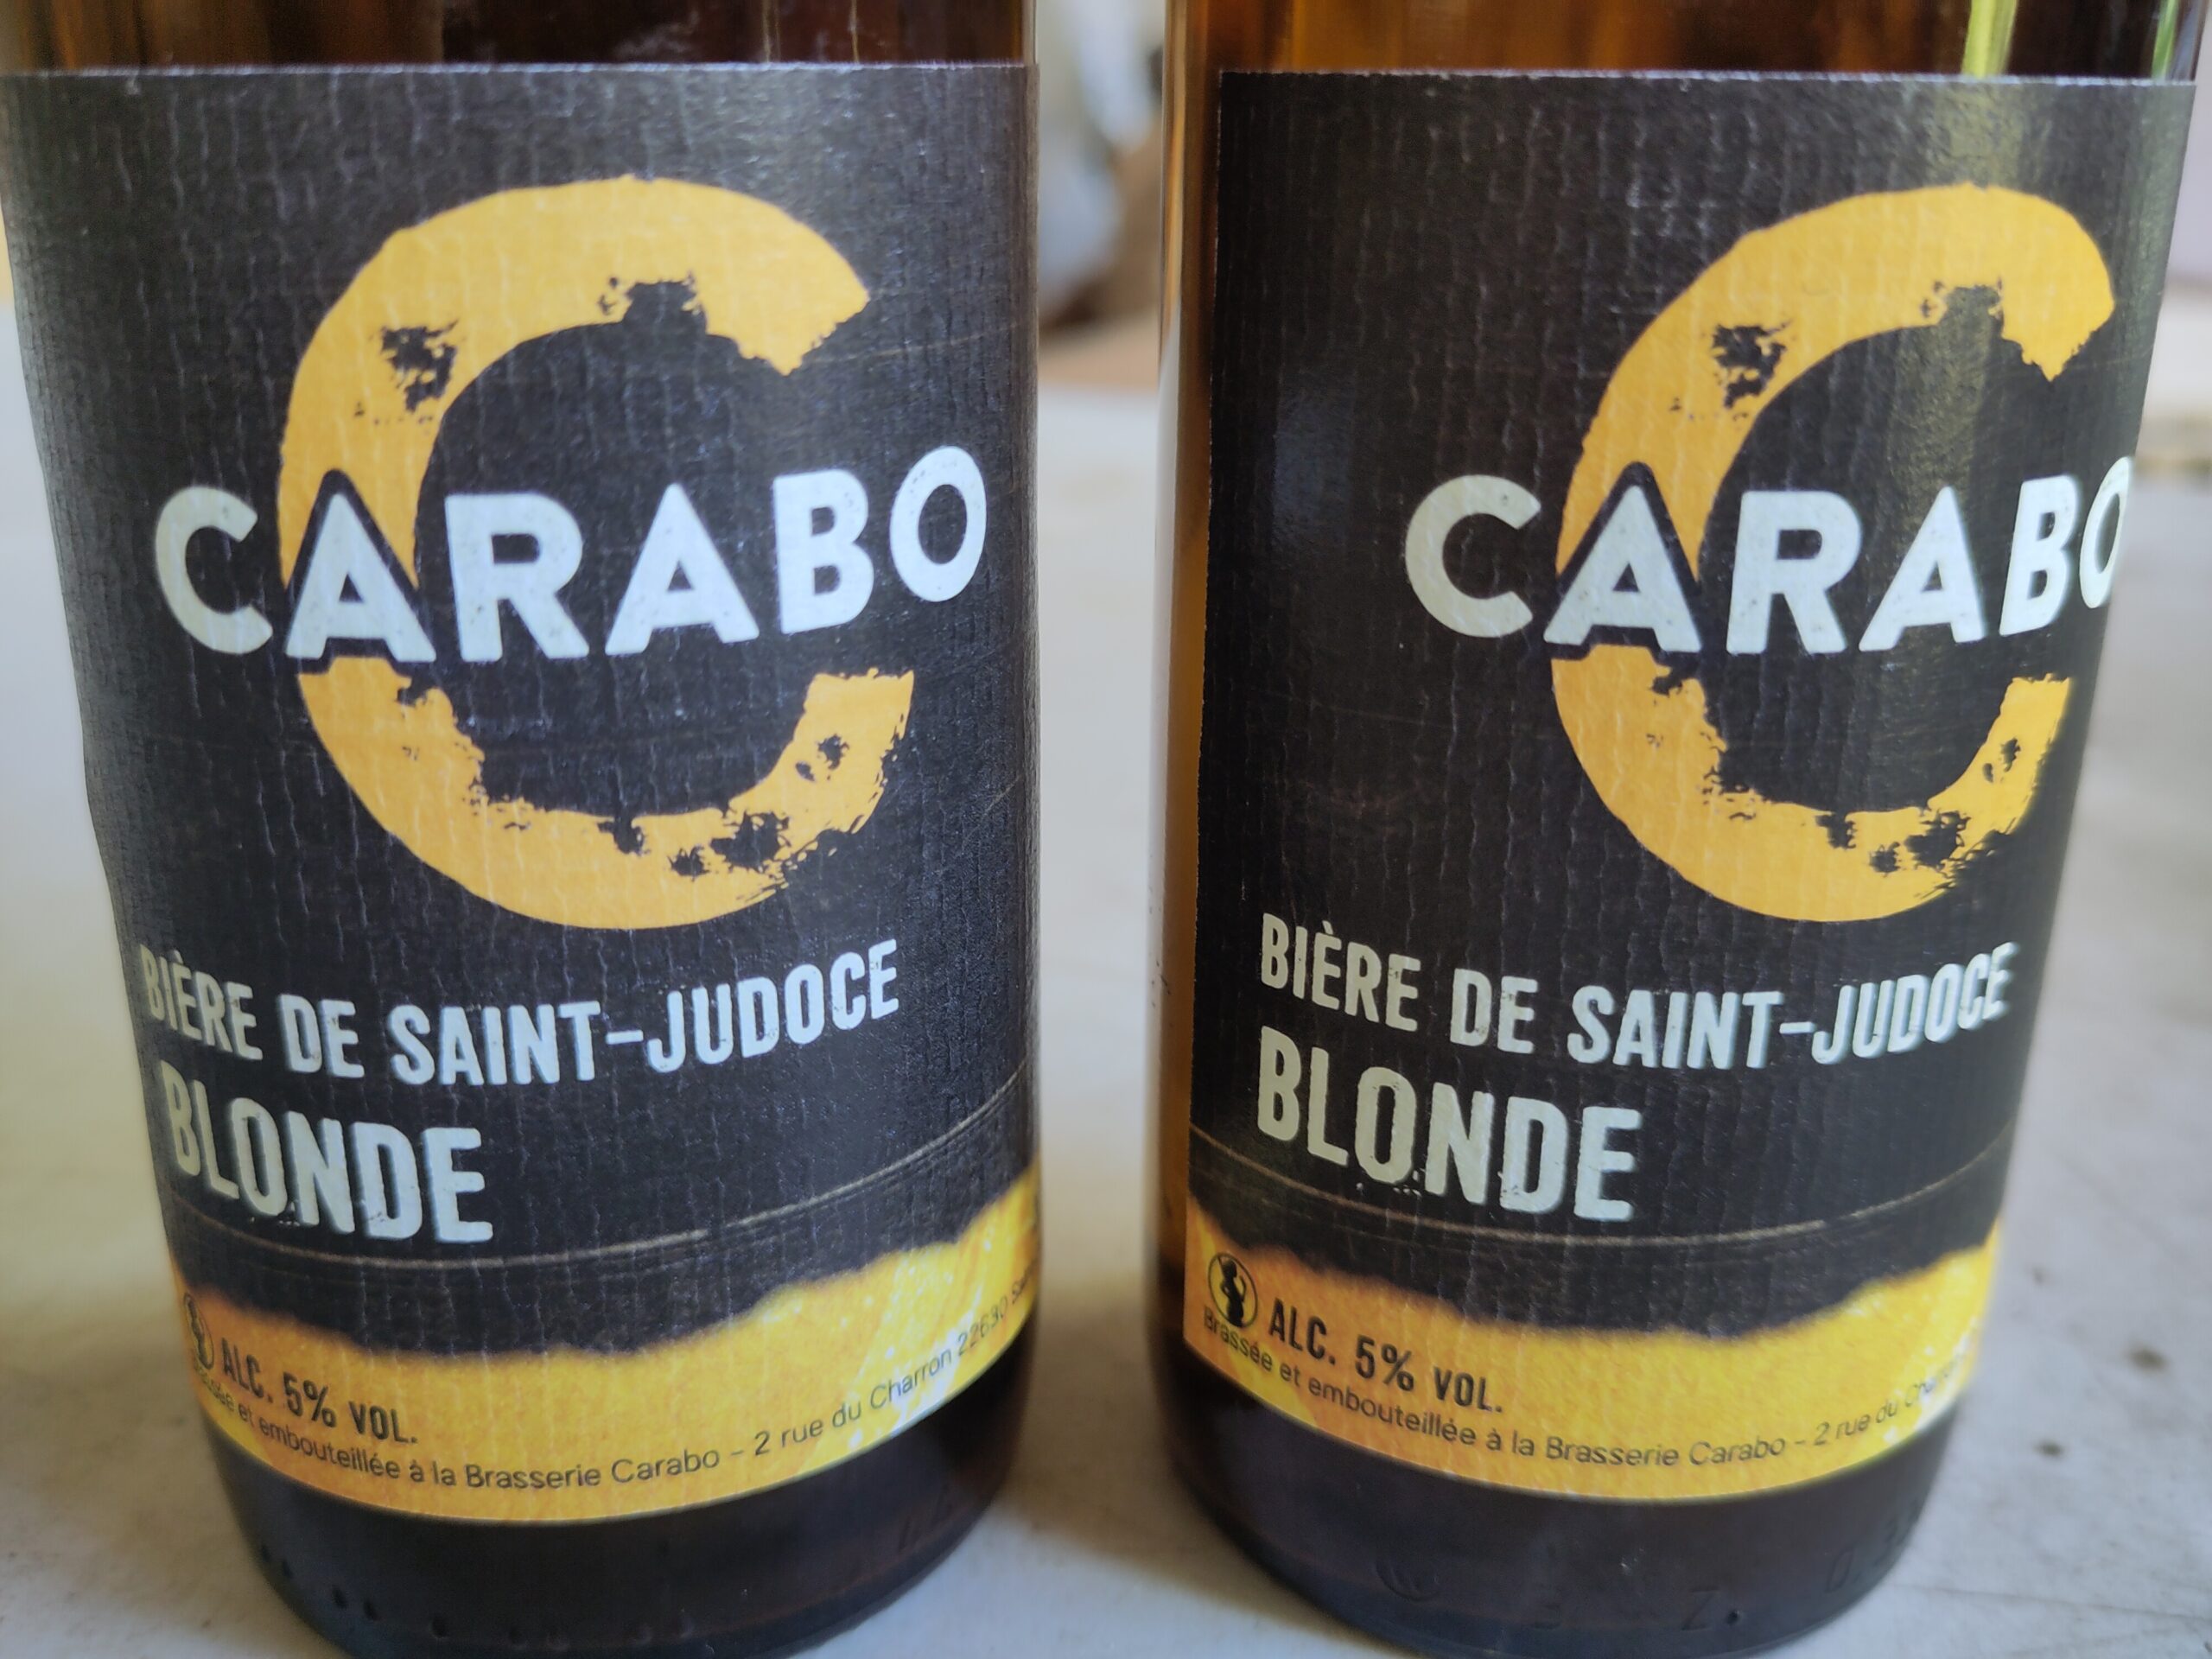 CARABO
BIÈRE DE SAINT-JUDOCE
BLONDE
ALC. 5% VOL.
Brassée et embouteillée à la Brasserie Carabo - 2 rue du Charron 22630
CARABO
BIÈRE DE SAINT-JUDOCE
BLONDE
ALC. 5% VOL.
Brassée et embouteillée à la Brasserie Carabo - 2 rue du